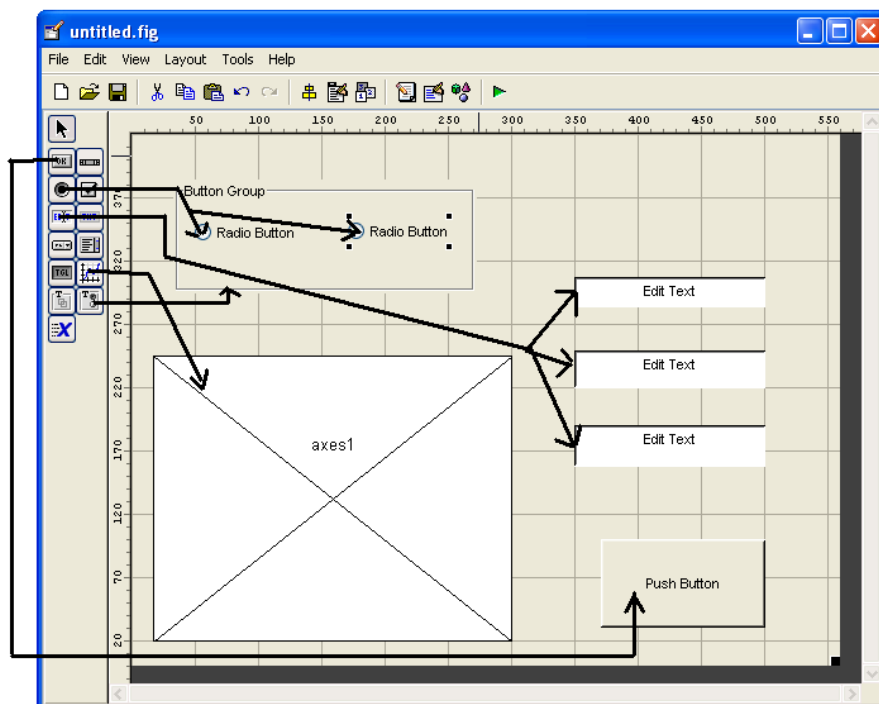 untitled.fig
File Edit View Layout Tools Help
50 100 150 200 250 300 350 400 450 500 550
OK
EDIT TXT
TGL
T T
X
370
320
270
220
170
120
70
20
Button Group
Radio Button Radio Button
Edit Text
Edit Text
Edit Text
axes1
Push Button